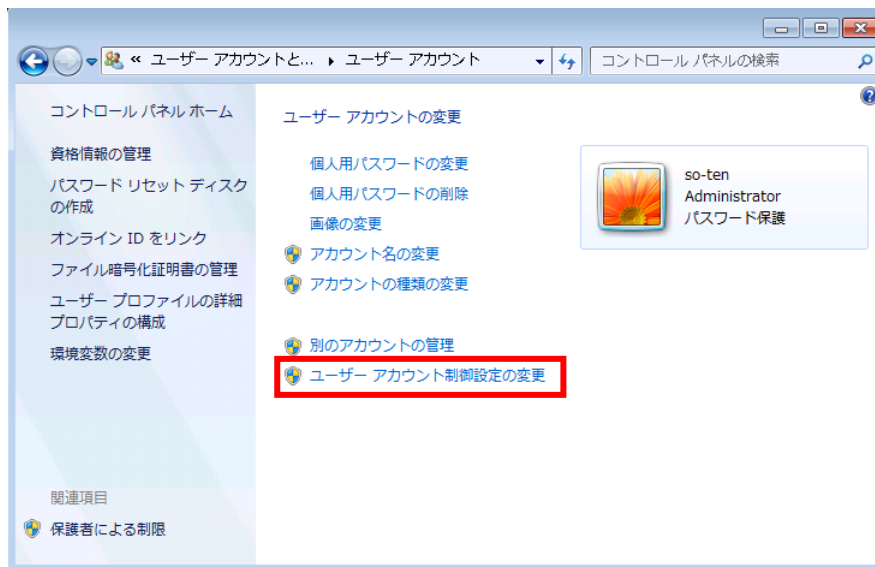 « ユーザー アカウントと... ▸ ユーザー アカウント
コントロール パネルの検索
コントロール パネル ホーム
資格情報の管理
パスワード リセット ディスク
の作成
オンライン ID をリンク
ファイル暗号化証明書の管理
ユーザー プロファイルの詳細
プロパティの構成
環境変数の変更
関連項目
保護者による制限
ユーザー アカウントの変更
個人用パスワードの変更
個人用パスワードの削除
画像の変更
アカウント名の変更
アカウントの種類の変更
別のアカウントの管理
ユーザー アカウント制御設定の変更
so-ten
Administrator
パスワード保護